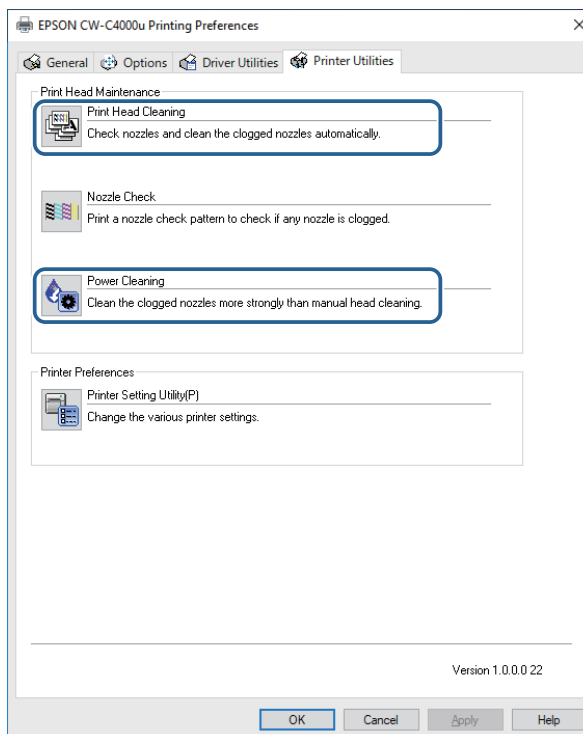 EPSON CW-C4000u Printing Preferences
General Options Driver Utilities Printer Utilities
Print Head Maintenance
Print Head Cleaning
Check nozzles and clean the clogged nozzles automatically.
Nozzle Check
Print a nozzle check pattern to check if any nozzle is clogged.
Power Cleaning
Clean the clogged nozzles more strongly than manual head cleaning.
Printer Preferences
Printer Setting Utility(P)
Change the various printer settings.
Version 1.0.0.0 22
OK Cancel Apply Help